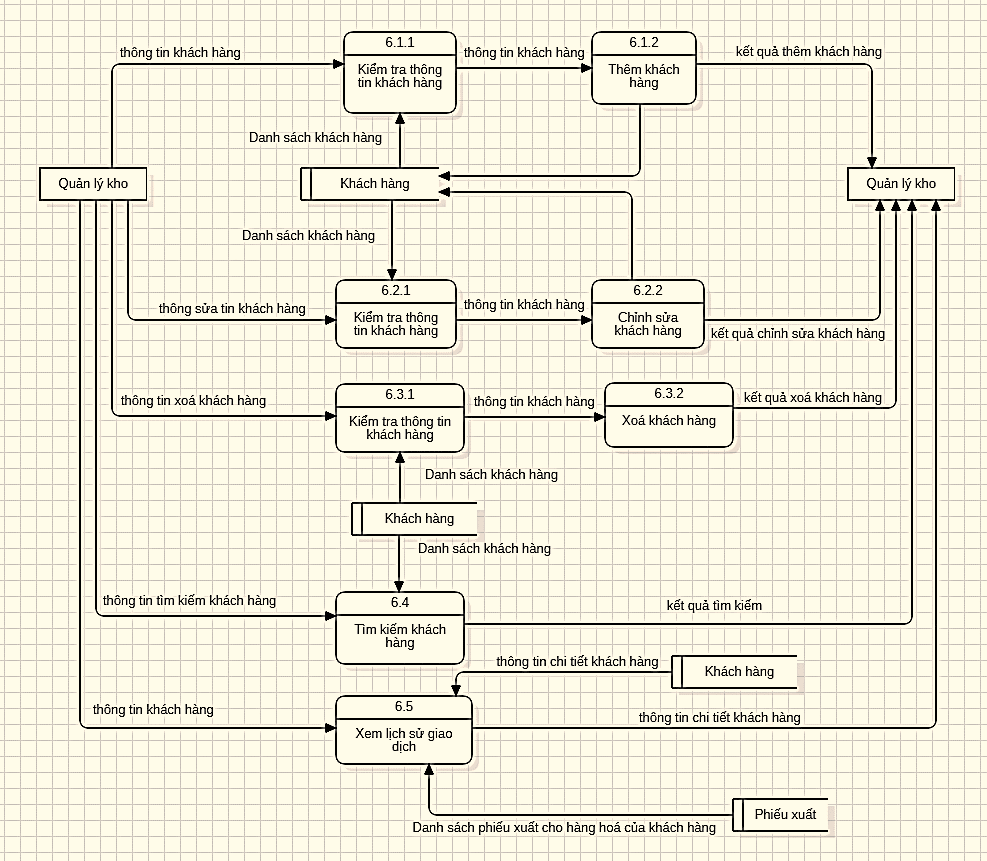 6.1.1
6.1.2
thông tin khách hàng
thông tin khách hàng
kết quả thêm khách hàng
Kiểm tra thông
tin khách hàng
Thêm khách
hàng
Danh sách khách hàng
Quản lý kho
Khách hàng
Quản lý kho
Danh sách khách hàng
6.2.1
6.2.2
thông sửa tin khách hàng
thông tin khách hàng
Kiểm tra thông
tin khách hàng
Chỉnh sửa
khách hàng
kết quả chỉnh sửa khách hàng
6.3.1
6.3.2
thông tin xoá khách hàng
thông tin khách hàng
kết quả xoá khách hàng
Kiểm tra thông tin
khách hàng
Xoá khách hàng
Danh sách khách hàng
Khách hàng
Danh sách khách hàng
thông tin tìm kiếm khách hàng
6.4
kết quả tìm kiếm
Tìm kiếm khách
hàng
thông tin chi tiết khách hàng
Khách hàng
thông tin khách hàng
6.5
thông tin chi tiết khách hàng
Xem lịch sử giao
dịch
Phiếu xuất
Danh sách phiếu xuất cho hàng hoá của khách hàng